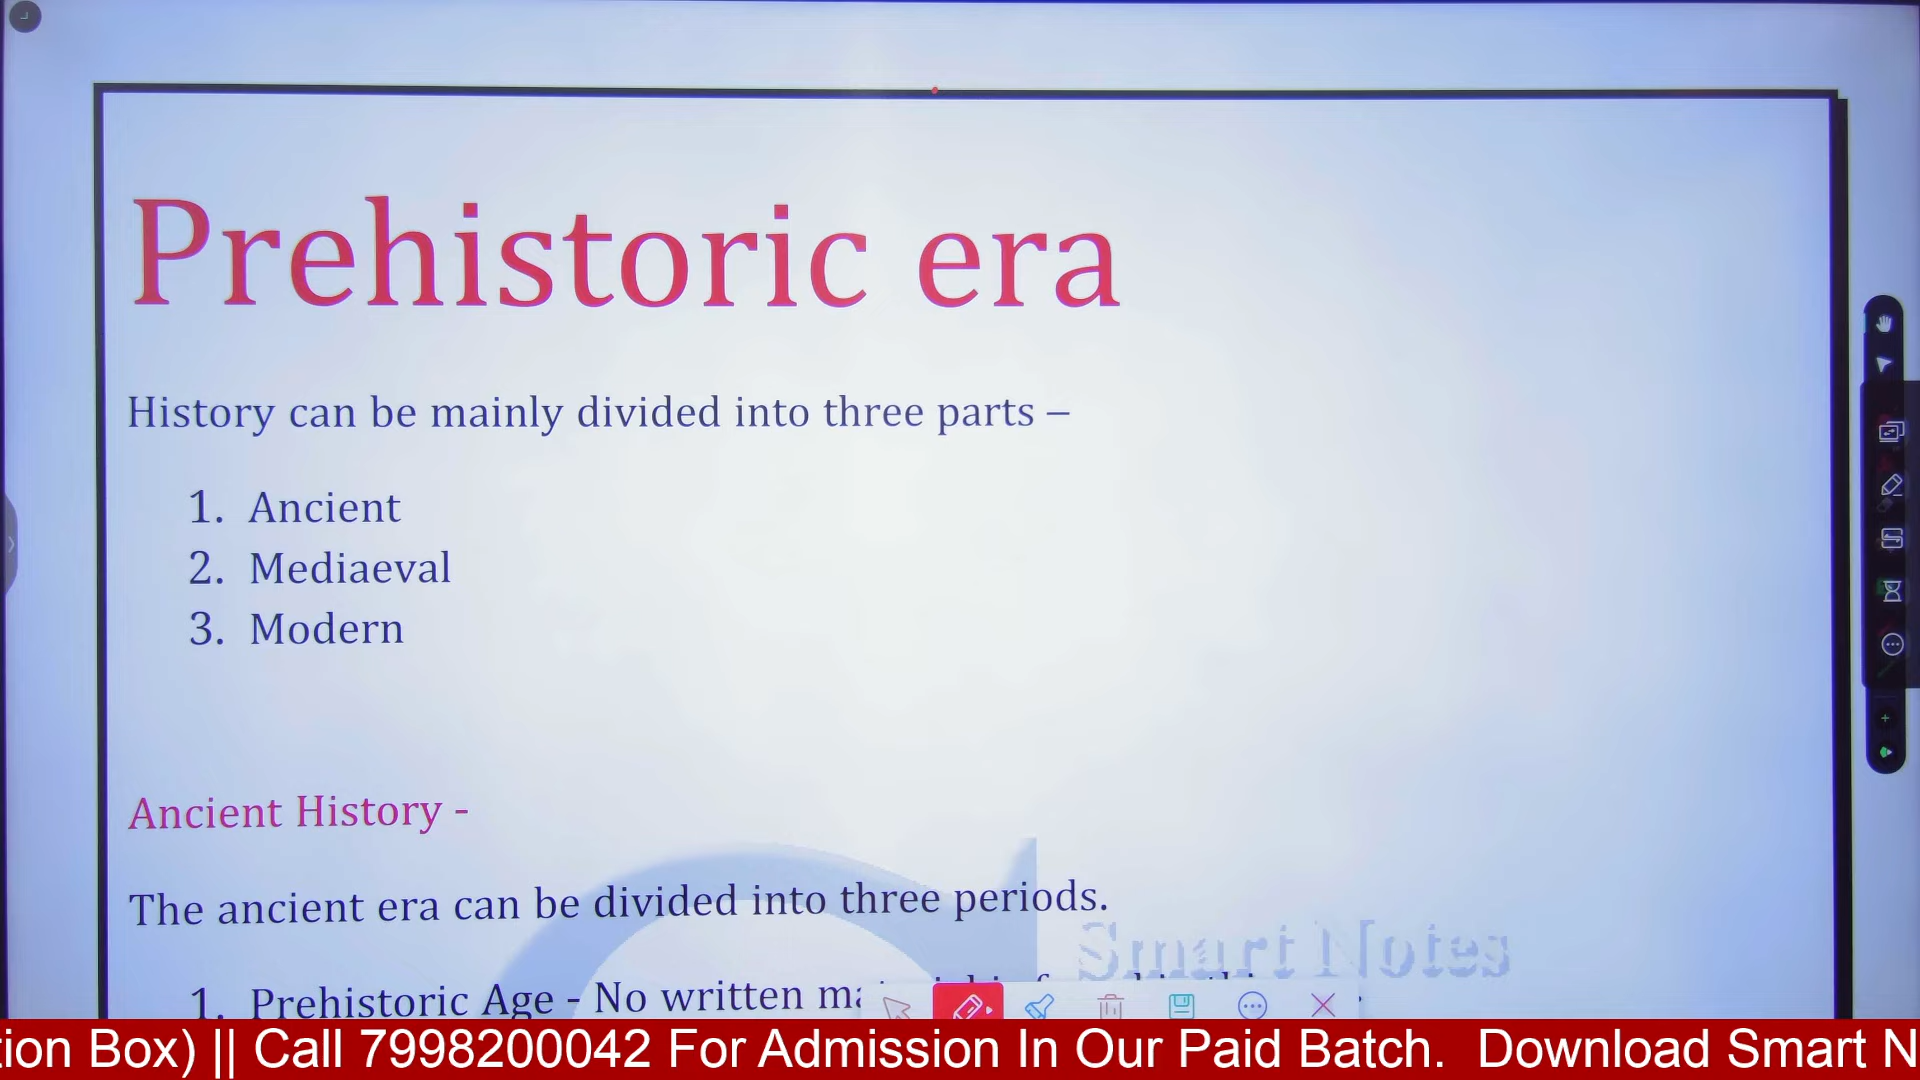 Prehistoric era
History can be mainly divided into three parts –
1. Ancient
2. Mediaeval
3. Modern
Ancient History -
The ancient era can be divided into three periods.
Smart Notes
1. Prehistoric Age - No written
tion Box) || Call 7998200042 For Admission In Our Paid Batch. Download Smart N